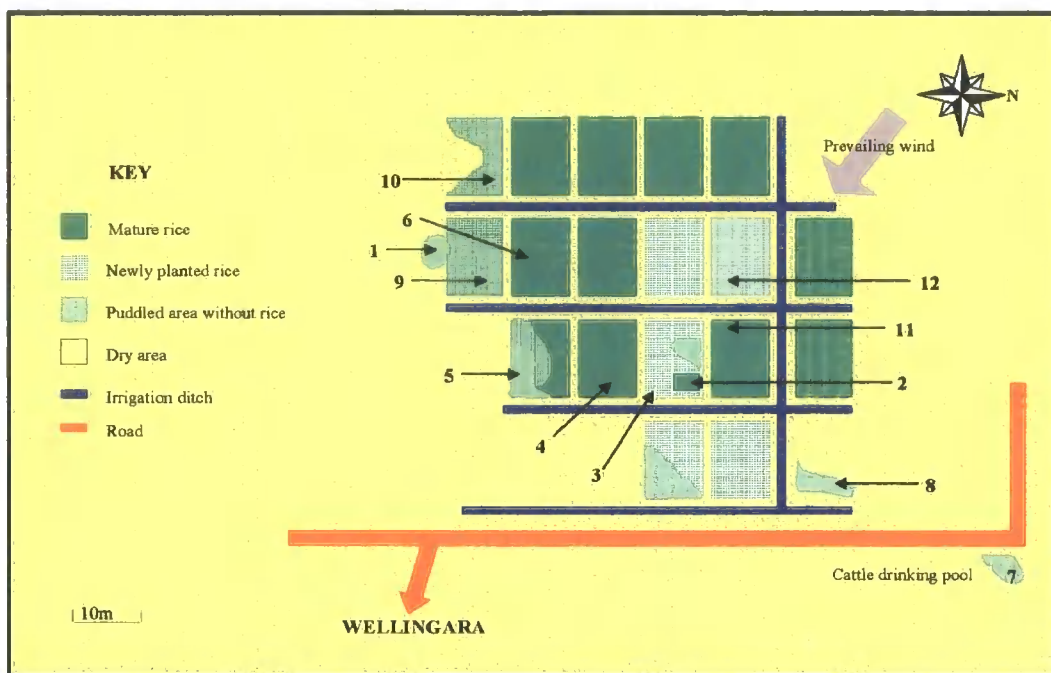 N
Prevailing wind
KEY
Mature rice
Newly planted rice
Puddled area without rice
Dry area
Irrigation ditch
Road
10
6
1
9
12
11
5
2
4
3
8
Cattle drinking pool 7
10m
WELLINGARA